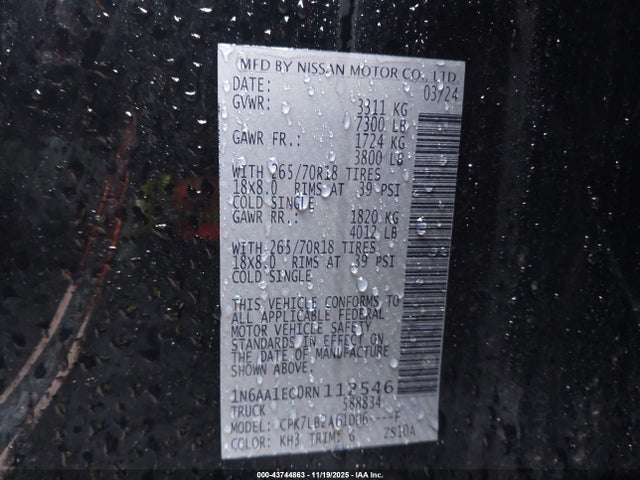 MFD BY NISSAN MOTOR CO., LTD.
DATE: 03/24
GVWR: 3311 KG
7300 LB
GAWR FR.: 1724 KG
3800 LB
WITH 265/70R18 TIRES
18X8.0 RIMS AT 39 PSI
COLD SINGLE
GAWR RR.: 1820 KG
4012 LB
WITH 265/70R18 TIRES
18X8.0 RIMS AT 39 PSI
COLD SINGLE
THIS VEHICLE CONFORMS TO
ALL APPLICABLE FEDERAL
MOTOR VEHICLE SAFETY
STANDARDS IN EFFECT ON
THE DATE OF MANUFACTURE
SHOWN ABOVE.
TRUCK 588834
MODEL:
COLOR: KH3 TRIM: G ZS10A
000-43744863 - 11/19/2025 - IAAI.COM